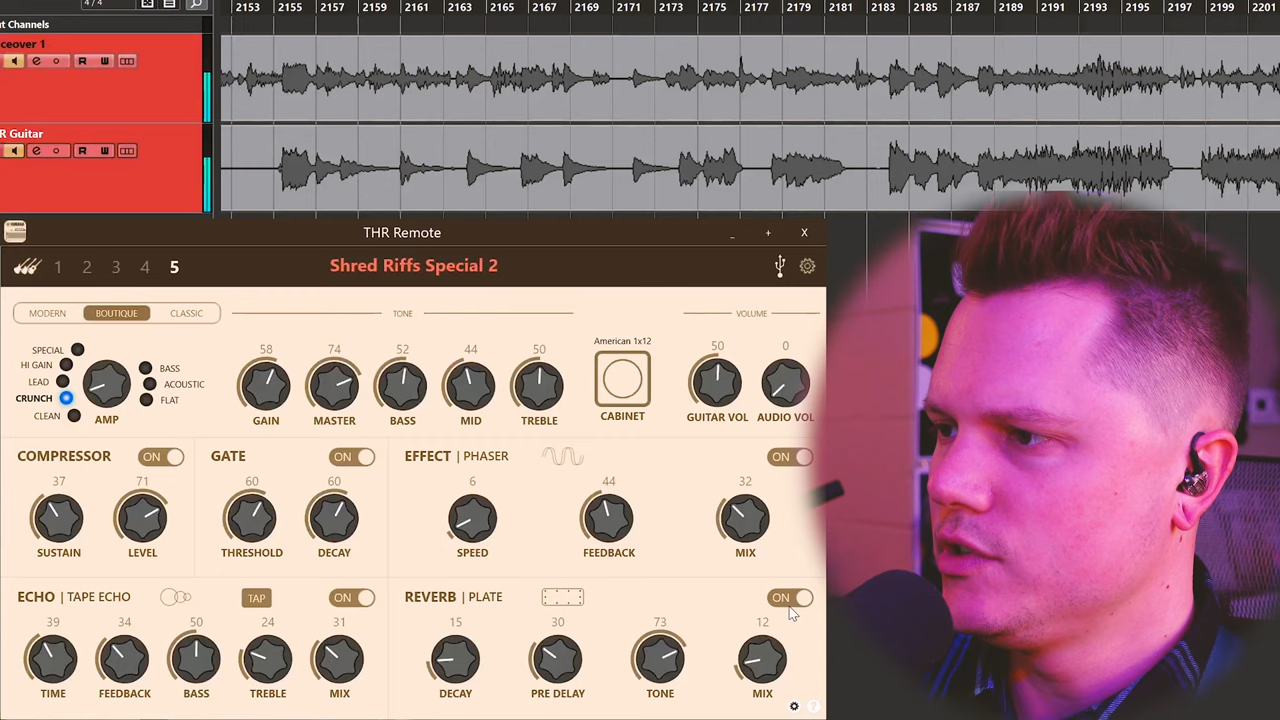 4/4
2153 2155 2157 2159 2161 2163 2165 2167 2169 2171 2173 2175 2177 2179 2181 2183 2185 2187 2189 2191 2193 2195 2197 2199 2201
t Channels
ceover 1
R W
R Guitar
R W
THR Remote
_ + X
1 2 3 4 5 Shred Riffs Special 2
MODERN BOUTIQUE CLASSIC TONE VOLUME
American 1x12
SPECIAL
HI GAIN
LEAD
CRUNCH
CLEAN
AMP
BASS
ACOUSTIC
FLAT
58 74 52 44 50 50 0
GAIN MASTER BASS MID TREBLE CABINET GUITAR VOL AUDIO VOL
COMPRESSOR ON GATE ON EFFECT | PHASER ON
37 71 60 60 6 44 32
SUSTAIN LEVEL THRESHOLD DECAY SPEED FEEDBACK MIX
ECHO | TAPE ECHO TAP ON REVERB | PLATE ON
39 34 50 24 31 15 30 73 12
TIME FEEDBACK BASS TREBLE MIX DECAY PRE DELAY TONE MIX
?